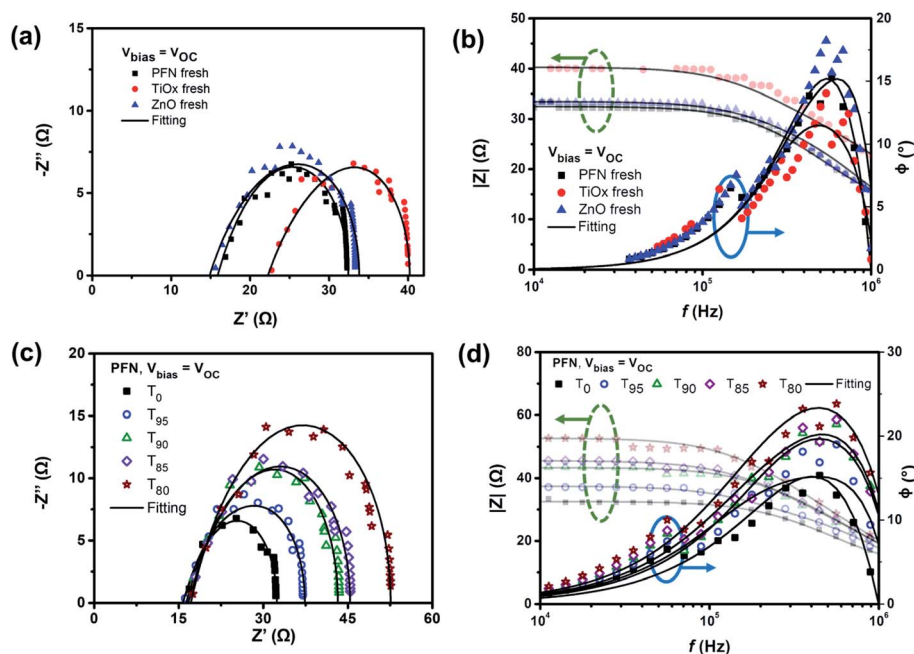 (a)
V_bias = V_OC
PFN fresh
TiOx fresh
ZnO fresh
Fitting
15
10
5
0
-Z'' (Ω)
0 10 20 30 40
Z' (Ω)
(b)
50
40
30
20
10
0
|Z| (Ω)
V_bias = V_OC
PFN fresh
TiOx fresh
ZnO fresh
Fitting
20
15
10
5
0
ϕ (°)
10^4 10^5 10^6
f (Hz)
(c)
PFN, V_bias = V_OC
T_0
T_95
T_90
T_85
T_80
Fitting
20
15
10
5
0
-Z'' (Ω)
0 15 30 45 60
Z' (Ω)
(d)
PFN, V_bias = V_OC
T_0 T_95 T_90 T_85 T_80 Fitting
80
60
40
20
0
|Z| (Ω)
30
20
10
0
ϕ (°)
10^4 10^5 10^6
f (Hz)